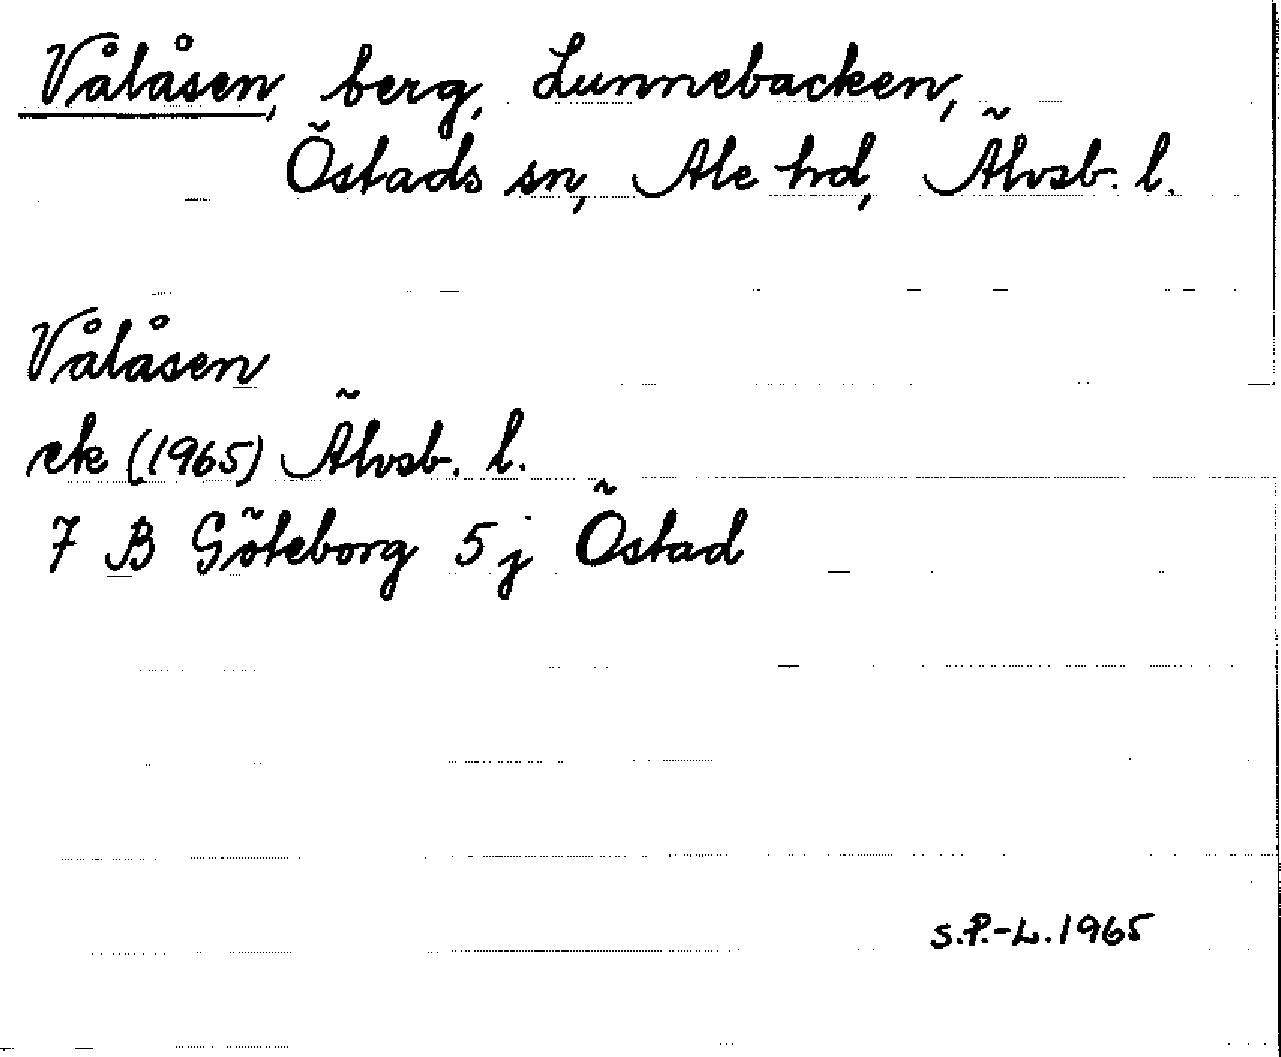 Vålåsen, berg, Lunnebacken,
Östads sn, Ale hd, Älvsb. l.
Vålåsen
ek (1965) Älvsb. l.
7 B Göteborg 5 j Östad
S.P.-L. 1965